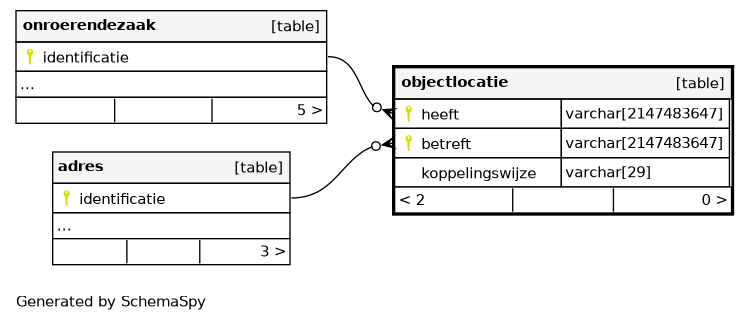 onroerendezaak [table]
identificatie
...
5 >
adres [table]
identificatie
...
3 >
objectlocatie [table]
heeft varchar[2147483647]
betreft varchar[2147483647]
koppelingswijze varchar[29]
< 2 0 >
Generated by SchemaSpy